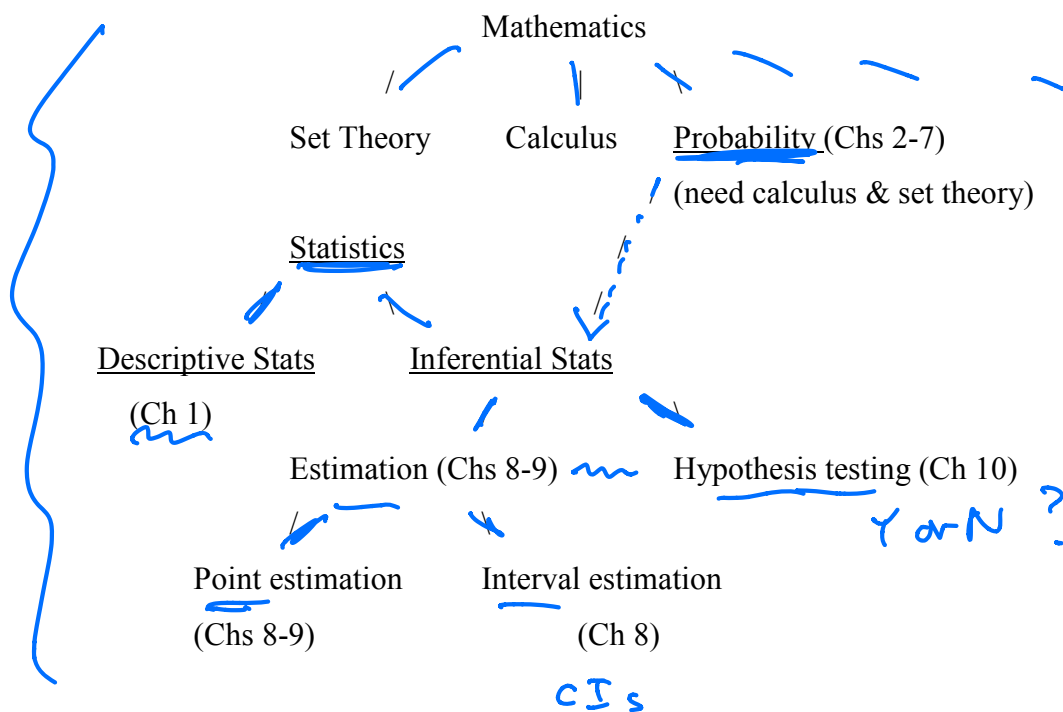 Mathematics
Set Theory Calculus Probability (Chs 2-7)
(need calculus & set theory)
Statistics
Descriptive Stats Inferential Stats
(Ch 1)
Estimation (Chs 8-9) Hypothesis testing (Ch 10)
Y or N ?
Point estimation Interval estimation
(Chs 8-9) (Ch 8)
CIs